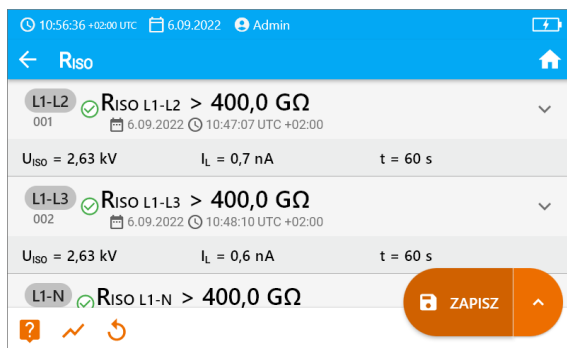 10:56:36 +02:00 UTC 6.09.2022 Admin
RISO
L1-L2 RISO L1-L2 > 400,0 GΩ
001 6.09.2022 10:47:07 UTC +02:00
UISO = 2,63 kV IL = 0,7 nA t = 60 s
L1-L3 RISO L1-L3 > 400,0 GΩ
002 6.09.2022 10:48:10 UTC +02:00
UISO = 2,63 kV IL = 0,6 nA t = 60 s
L1-N RISO L1-N > 400,0 GΩ
ZAPISZ